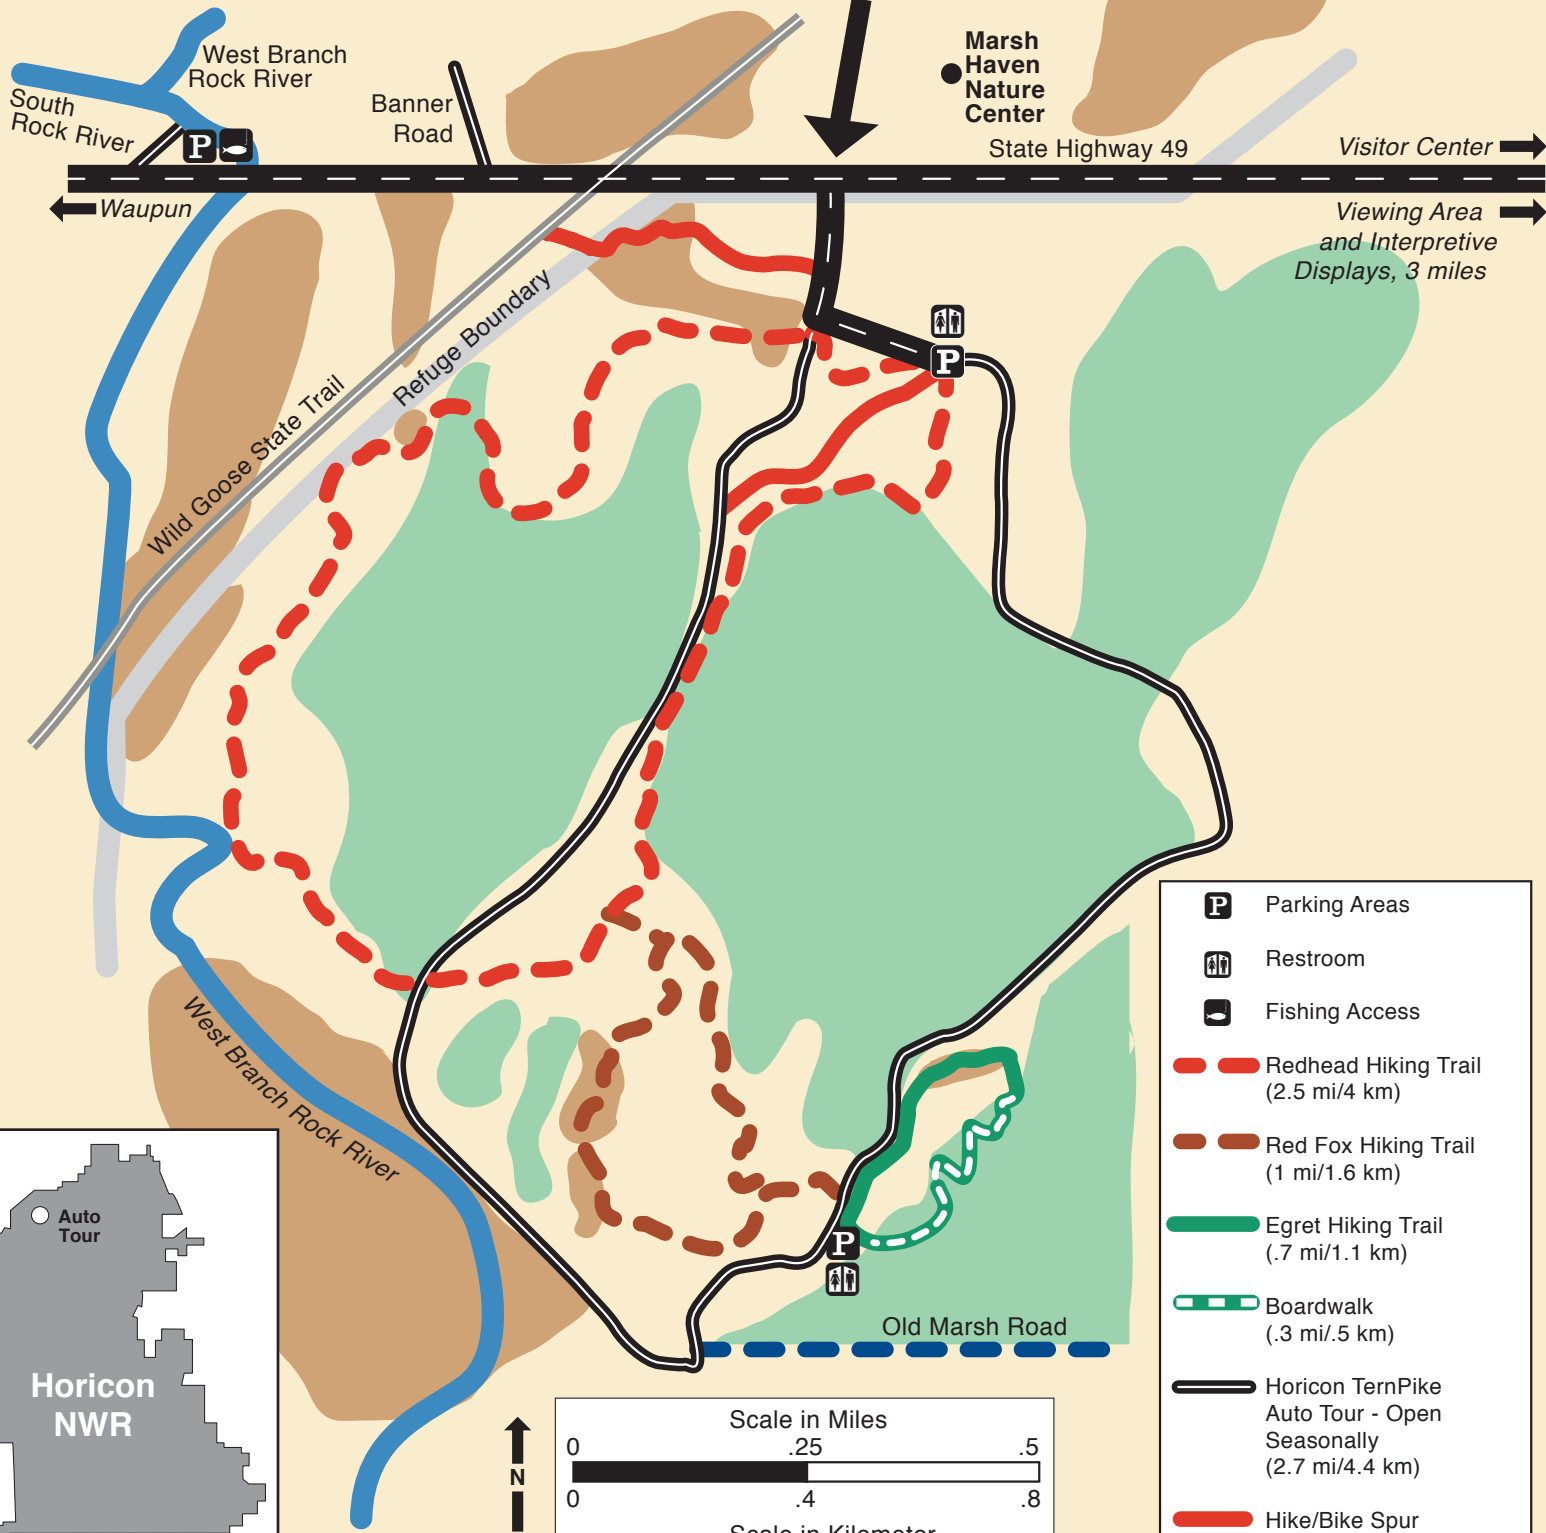 West Branch
Rock River
South
Rock River
P
Banner
Road
Marsh
Haven
Nature
Center
State Highway 49
Visitor Center
Waupun
Viewing Area
and Interpretive
Displays, 3 miles
Refuge Boundary
Wild Goose State Trail
P
West Branch Rock River
P
Old Marsh Road
Auto
Tour
Horicon
NWR
N
Scale in Miles
0 .25 .5
0 .4 .8
Scale in Kilometer
P Parking Areas
Restroom
Fishing Access
Redhead Hiking Trail
(2.5 mi/4 km)
Red Fox Hiking Trail
(1 mi/1.6 km)
Egret Hiking Trail
(.7 mi/1.1 km)
Boardwalk
(.3 mi/.5 km)
Horicon TernPike
Auto Tour - Open
Seasonally
(2.7 mi/4.4 km)
Hike/Bike Spur